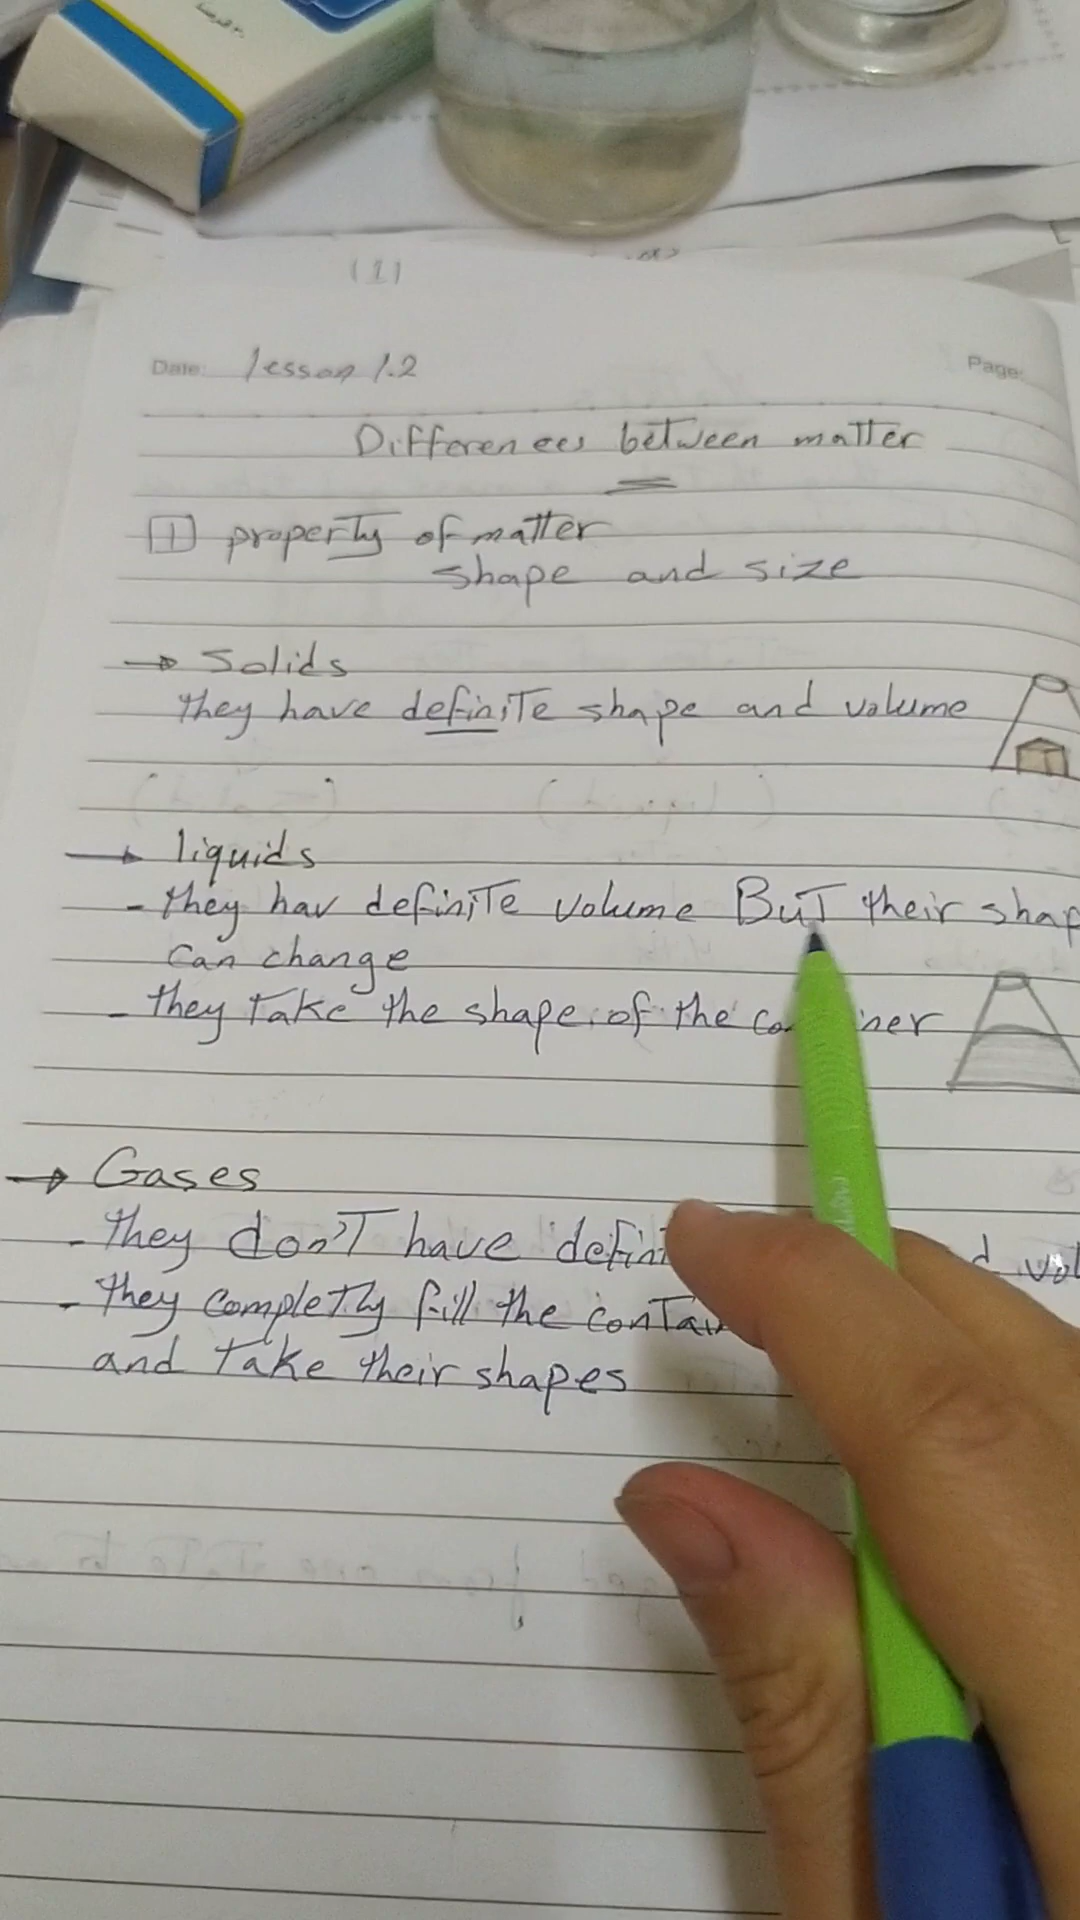 (1)
Date: lesson 1.2 Page:
Differences between matter
1 property of matter
shape and size
→ Solids
they have definite shape and volume
→ liquids
- they hav definite volume But their shap
can change
- they take the shape of the
→ Gases
- they don't have vol
- they completly fill the
and take their shapes